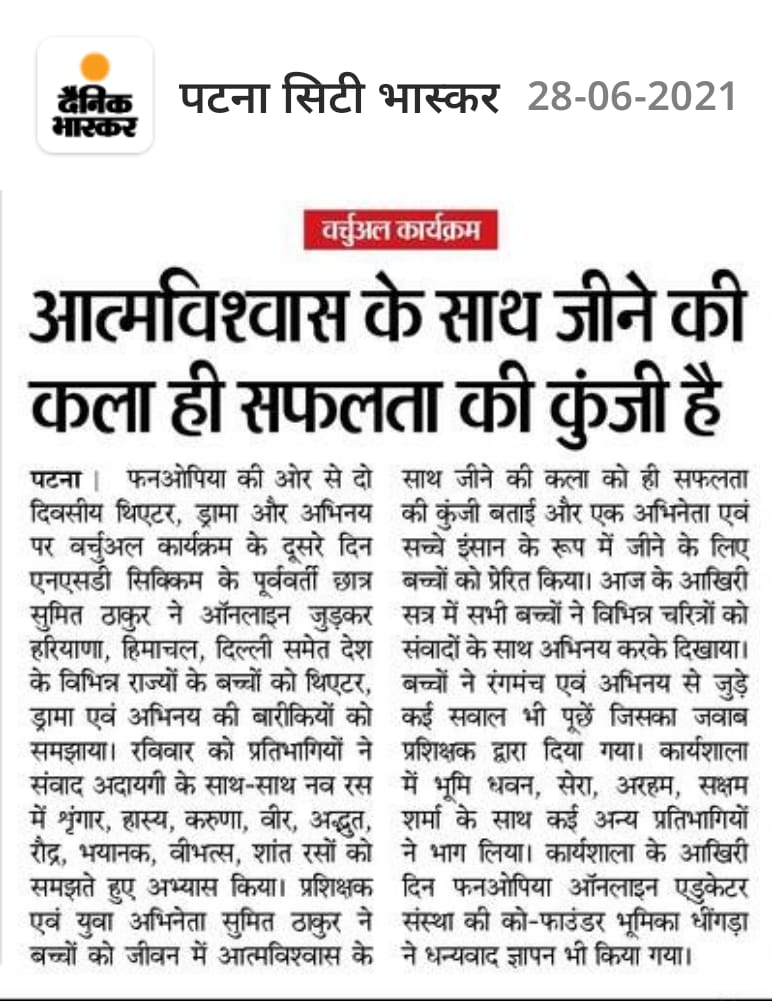 दैनिक
भास्कर
पटना सिटी भास्कर 28-06-2021
वर्चुअल कार्यक्रम
आत्मविश्वास के साथ जीने की
कला ही सफलता की कुंजी है
पटना | फनओपिया की ओर से दो
दिवसीय थिएटर, ड्रामा और अभिनय
पर वर्चुअल कार्यक्रम के दूसरे दिन
एनएसडी सिक्किम के पूर्ववर्ती छात्र
सुमित ठाकुर ने ऑनलाइन जुड़कर
हरियाणा, हिमाचल, दिल्ली समेत देश
के विभिन्न राज्यों के बच्चों को थिएटर,
ड्रामा एवं अभिनय की बारीकियों को
समझाया। रविवार को प्रतिभागियों ने
संवाद अदायगी के साथ-साथ नव रस
में शृंगार, हास्य, करुणा, वीर, अद्भुत,
रौद्र, भयानक, वीभत्स, शांत रसों को
समझते हुए अभ्यास किया। प्रशिक्षक
एवं युवा अभिनेता सुमित ठाकुर ने
बच्चों को जीवन में आत्मविश्वास के
साथ जीने की कला को ही सफलता
की कुंजी बताई और एक अभिनेता एवं
सच्चे इंसान के रूप में जीने के लिए
बच्चों को प्रेरित किया। आज के आखिरी
सत्र में सभी बच्चों ने विभिन्न चरित्रों को
संवादों के साथ अभिनय करके दिखाया।
बच्चों ने रंगमंच एवं अभिनय से जुड़े
कई सवाल भी पूछें जिसका जवाब
प्रशिक्षक द्वारा दिया गया। कार्यशाला
में भूमि धवन, सेरा, अरहम, सक्षम
शर्मा के साथ कई अन्य प्रतिभागियों
ने भाग लिया। कार्यशाला के आखिरी
दिन फनओपिया ऑनलाइन एडुकेटर
संस्था की को-फाउंडर भूमिका धींगड़ा
ने धन्यवाद ज्ञापन भी किया गया।